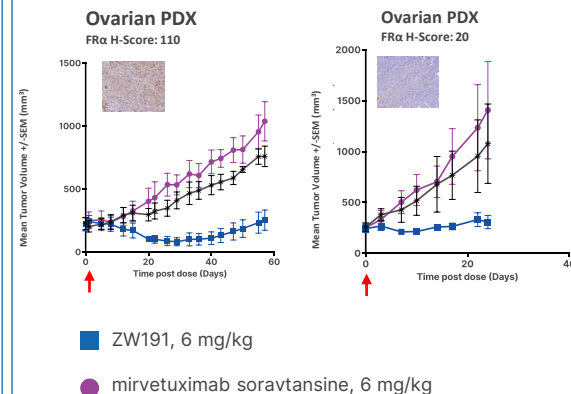 Ovarian PDX
FRα H-Score: 110
Mean Tumor Volume +/-SEM (mm³)
1500
1000
500
0
0
20
40
60
Time post dose (Days)
Ovarian PDX
FRα H-Score: 20
Mean Tumor Volume +/-SEM (mm³)
2000
1500
1000
500
0
0
20
40
Time post dose (Days)
ZW191, 6 mg/kg
mirvetuximab soravtansine, 6 mg/kg